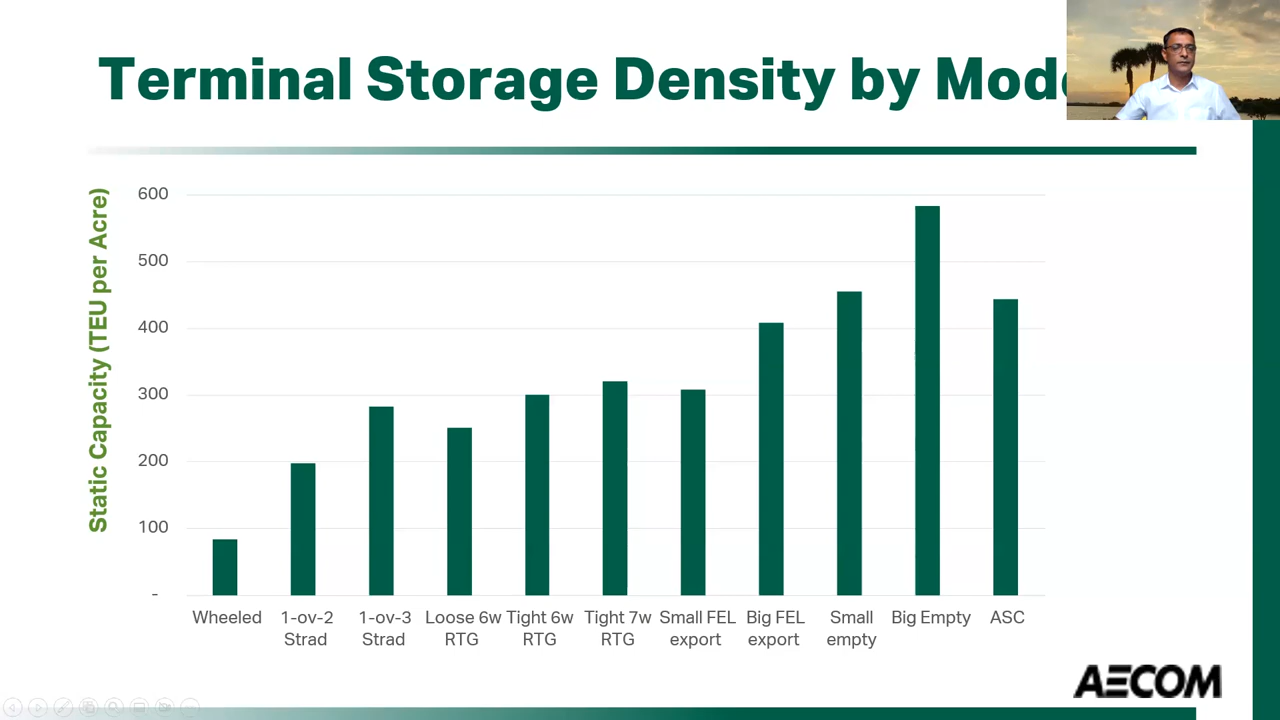 Terminal Storage Density by Mod
Static Capacity (TEU per Acre)
600
500
400
300
200
100
-
Wheeled
1-ov-2 Strad
1-ov-3 Strad
Loose 6w RTG
Tight 6w RTG
Tight 7w RTG
Small FEL export
Big FEL export
Small empty
Big Empty
ASC
AECOM